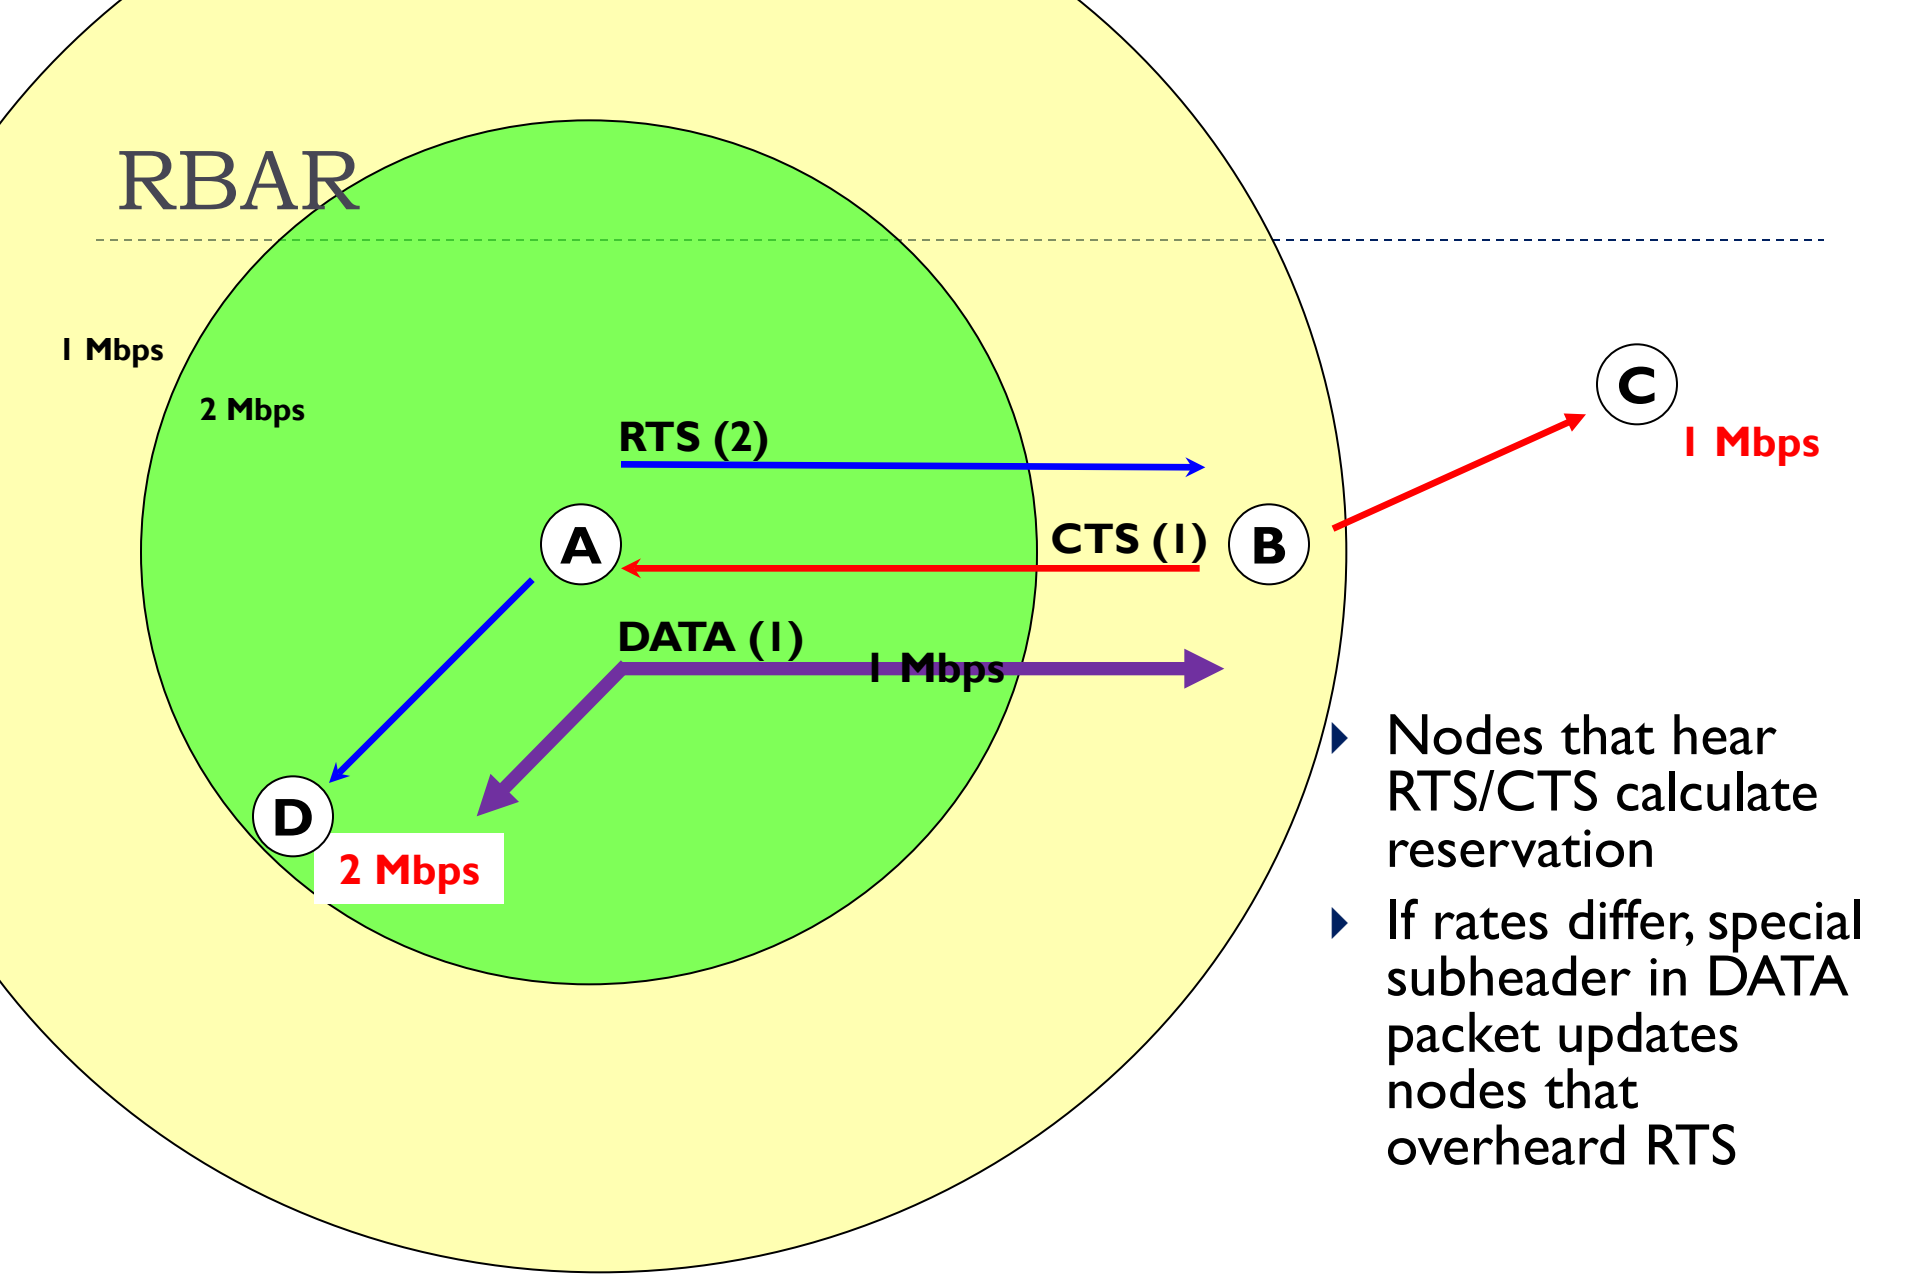 RBAR
1 Mbps
2 Mbps
RTS (2)
C
1 Mbps
A
CTS (1)
B
DATA (1)
1 Mbps
D
2 Mbps
Nodes that hear
RTS/CTS calculate
reservation
If rates differ, special
subheader in DATA
packet updates
nodes that
overheard RTS